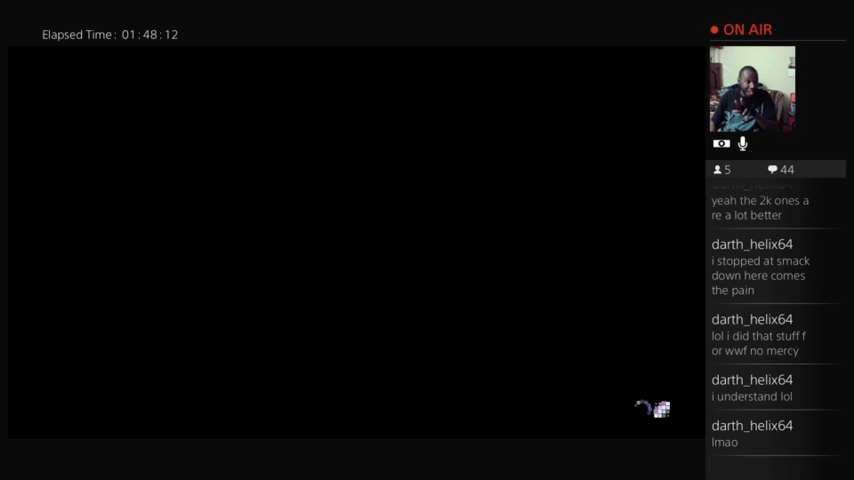 Elapsed Time: 01:48:12
ON AIR
5 44
darth_helix64
yeah the 2k ones a
re a lot better
darth_helix64
i stopped at smack
down here comes
the pain
darth_helix64
lol i did that stuff f
or wwf no mercy
darth_helix64
i understand lol
darth_helix64
lmao